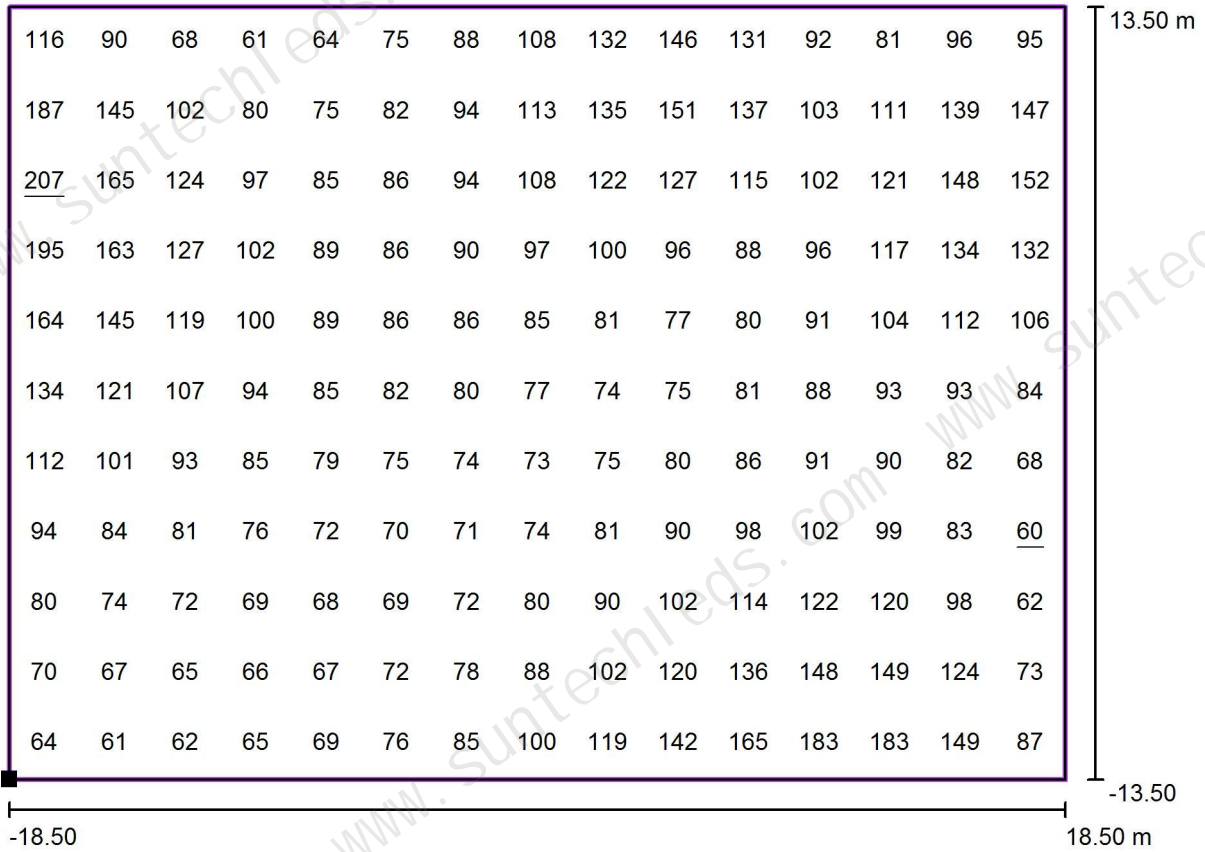 13.50 m
116 90 68 61 64 75 88 108 132 146 131 92 81 96 95
187 145 102 80 75 82 94 113 135 151 137 103 111 139 147
207 165 124 97 85 86 94 108 122 127 115 102 121 148 152
195 163 127 102 89 86 90 97 100 96 88 96 117 134 132
164 145 119 100 89 86 86 85 81 77 80 91 104 112 106
134 121 107 94 85 82 80 77 74 75 81 88 93 93 84
112 101 93 85 79 75 74 73 75 80 86 91 90 82 68
94 84 81 76 72 70 71 74 81 90 98 102 99 83 60
80 74 72 69 68 69 72 80 90 102 114 122 120 98 62
70 67 65 66 67 72 78 88 102 120 136 148 149 124 73
64 61 62 65 69 76 85 100 119 142 165 183 183 149 87
-13.50
-18.50 18.50 m
w.suntechleds.co
www.suntechleds.com
www.suntec